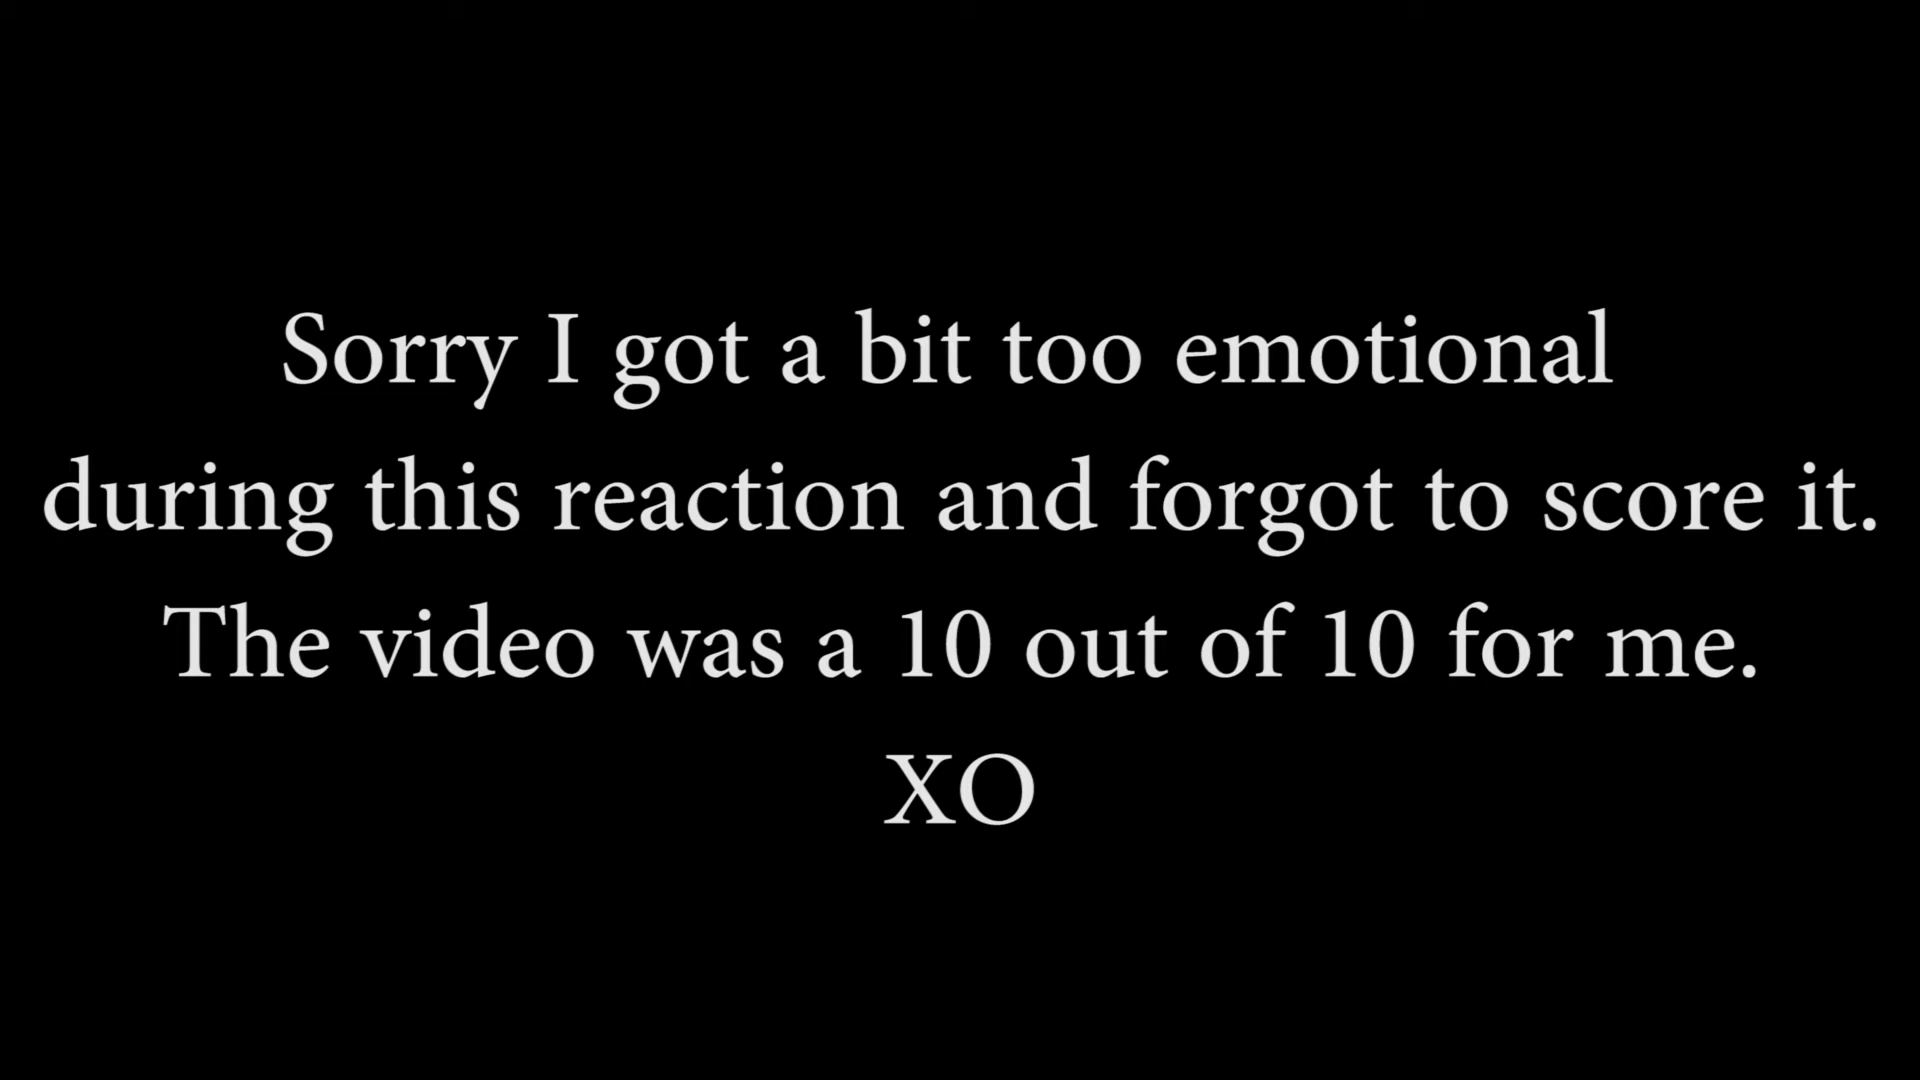 Sorry I got a bit too emotional
during this reaction and forgot to score it.
The video was a 10 out of 10 for me.
XO